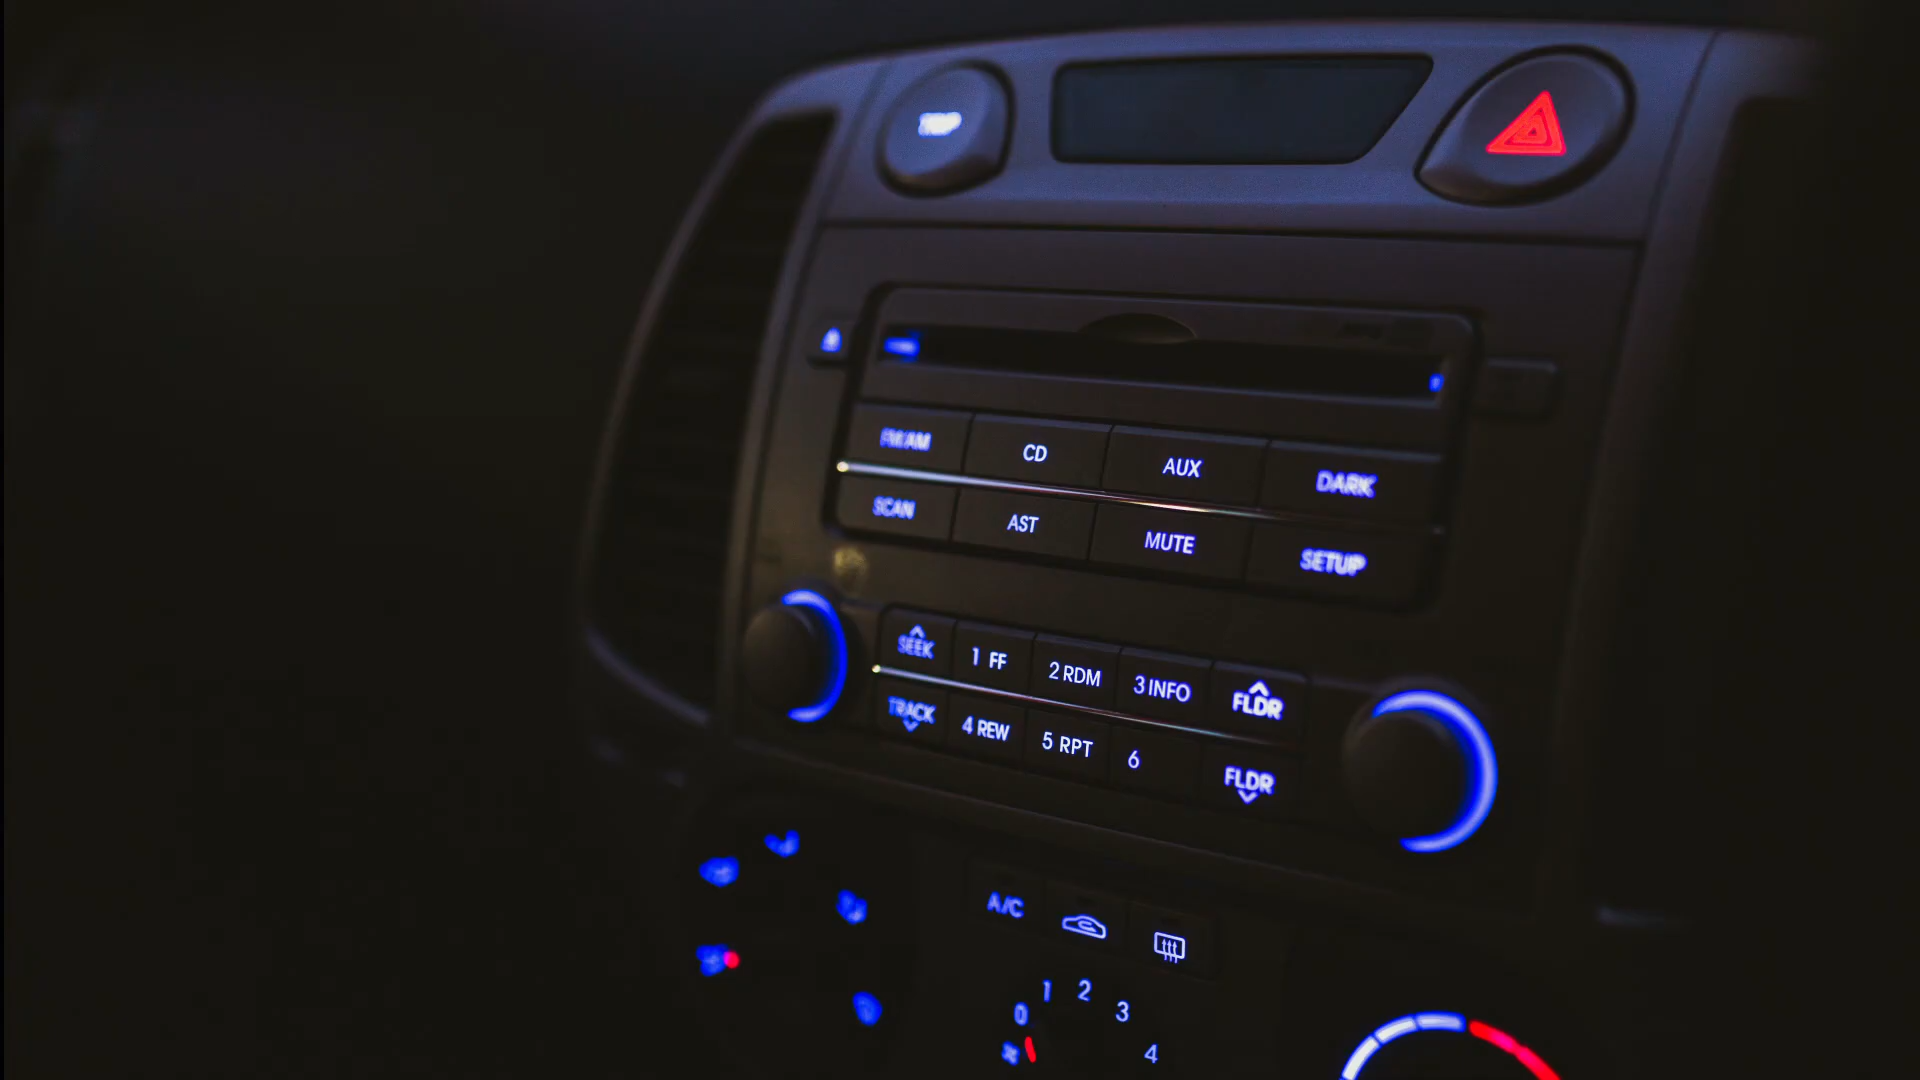 TRIP
FM/AM CD AUX DARK
SCAN AST MUTE SETUP
SEEK 1 FF 2 RDM 3 INFO FLDR
TRACK 4 REW 5 RPT 6 FLDR
A/C
0 1 2 3 4